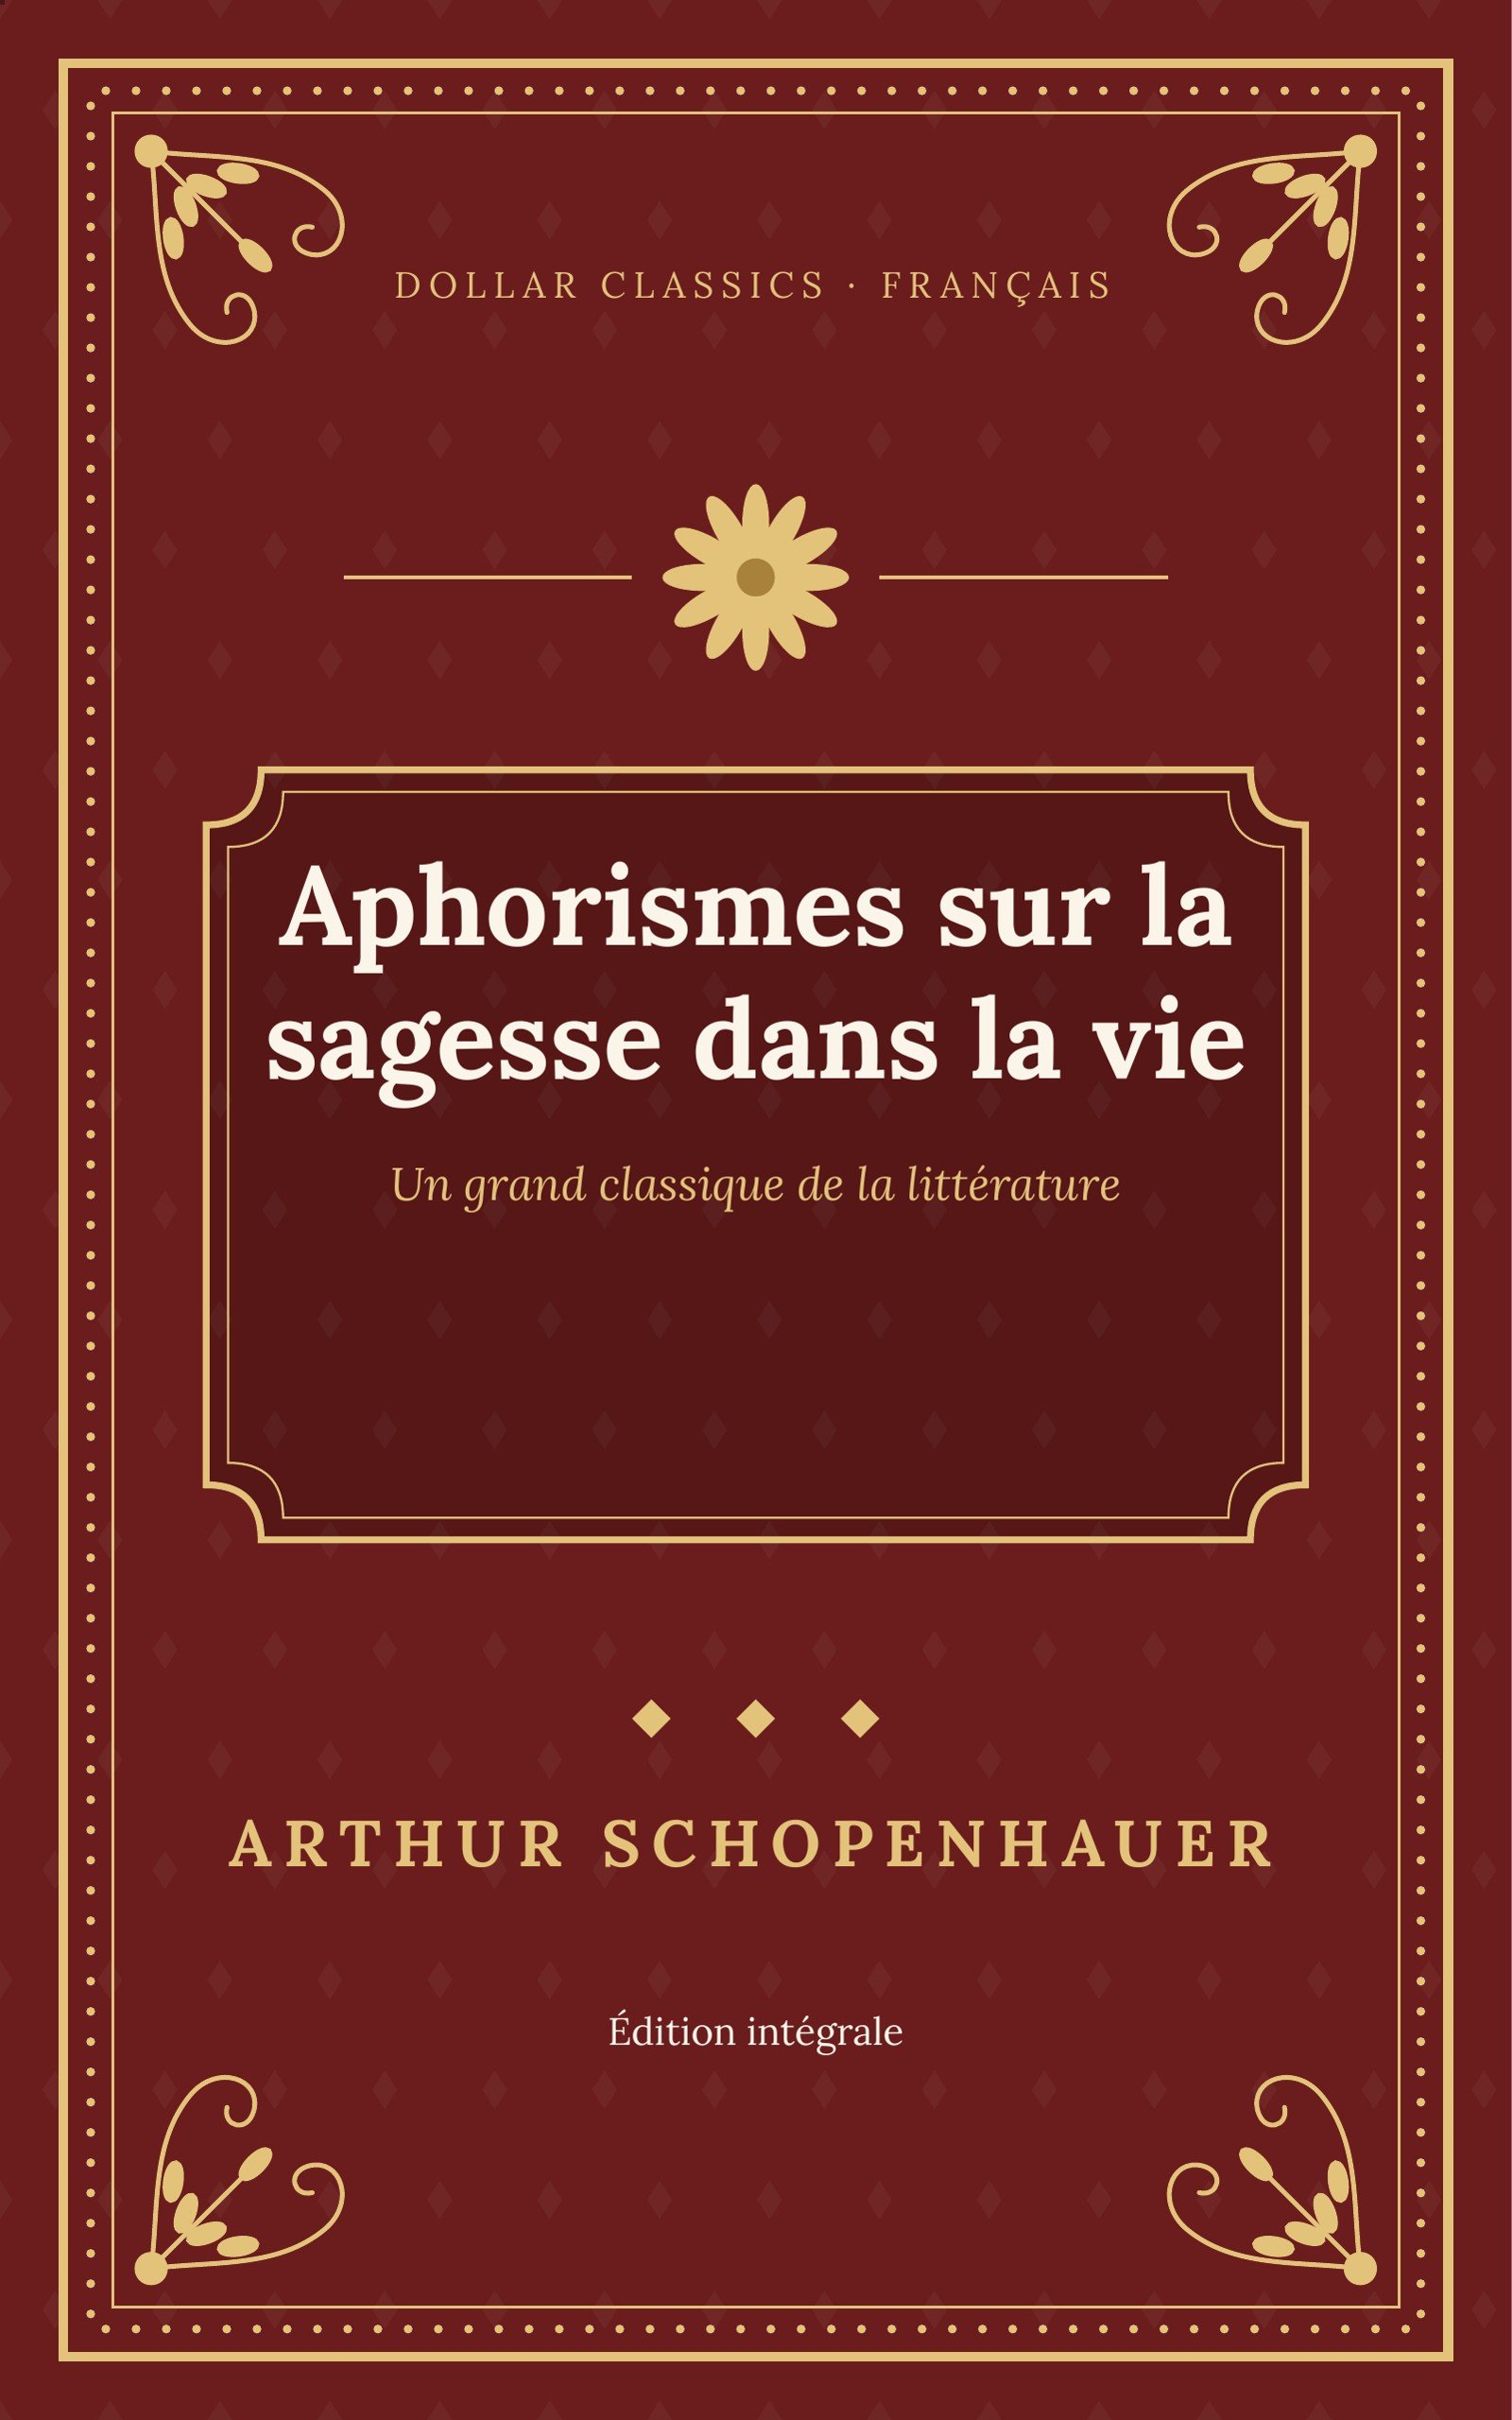 DOLLAR CLASSICS · FRANÇAIS
Aphorismes sur la
sagesse dans la vie
Un grand classique de la littérature
ARTHUR SCHOPENHAUER
Édition intégrale